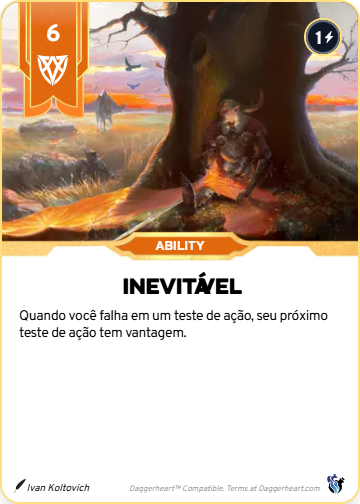 6
1
ABILITY
INEVITÁVEL
Quando você falha em um teste de ação, seu próximo
teste de ação tem vantagem.
Ivan Koltovich
Daggerheart™ Compatible. Terms at Daggerheart.com